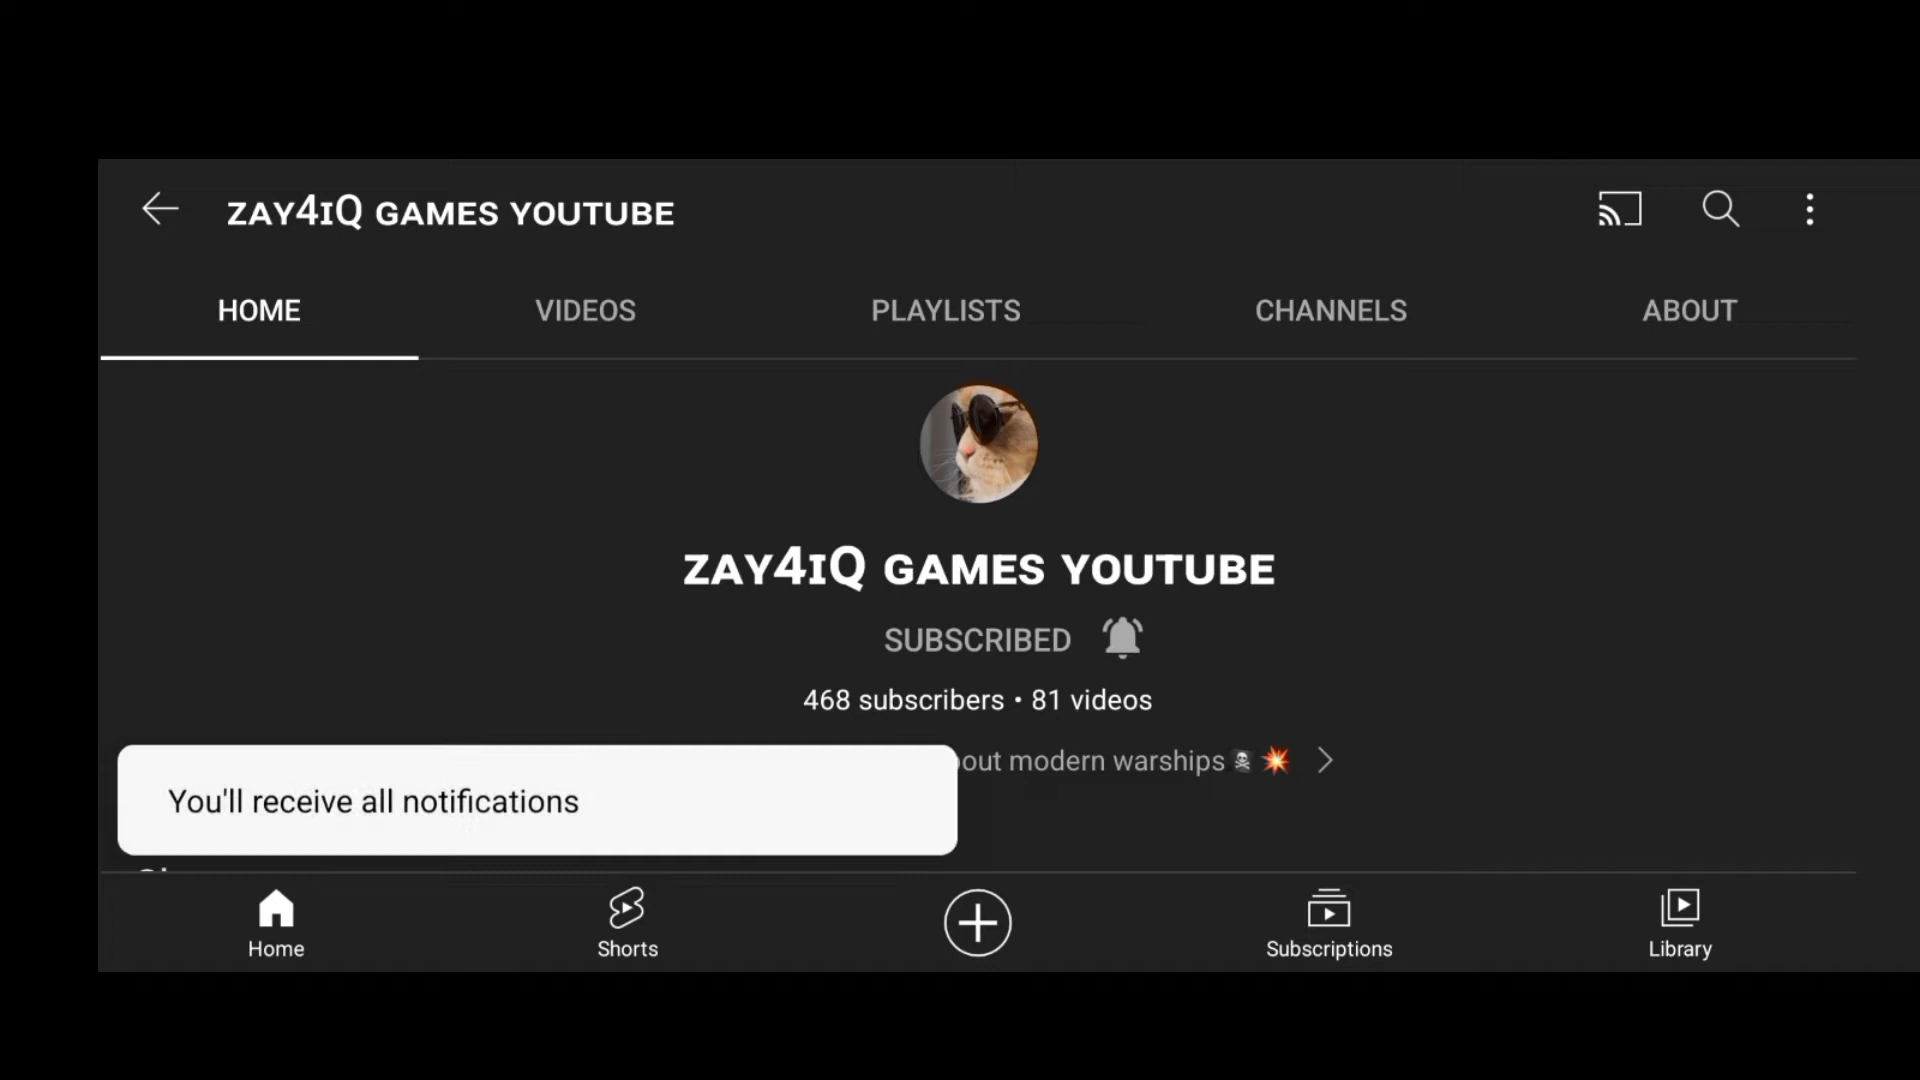 ZAY4IQ GAMES YOUTUBE
HOME VIDEOS PLAYLISTS CHANNELS ABOUT
ZAY4IQ GAMES YOUTUBE
SUBSCRIBED
468 subscribers • 81 videos
out modern warships☠💥
You'll receive all notifications
Home Shorts Subscriptions Library